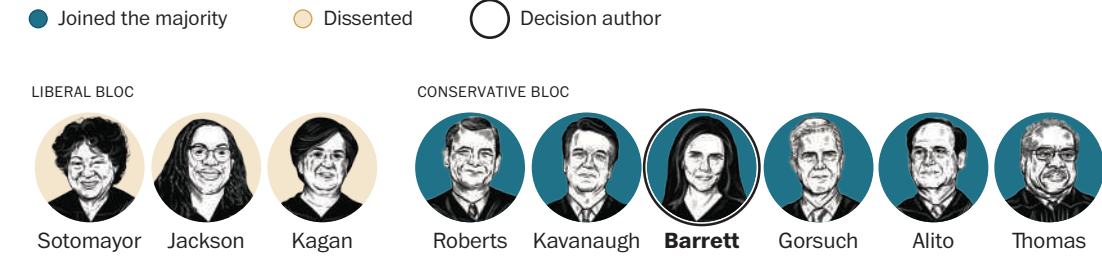 Joined the majority Dissented Decision author
LIBERAL BLOC CONSERVATIVE BLOC
Sotomayor Jackson Kagan Roberts Kavanaugh Barrett Gorsuch Alito Thomas